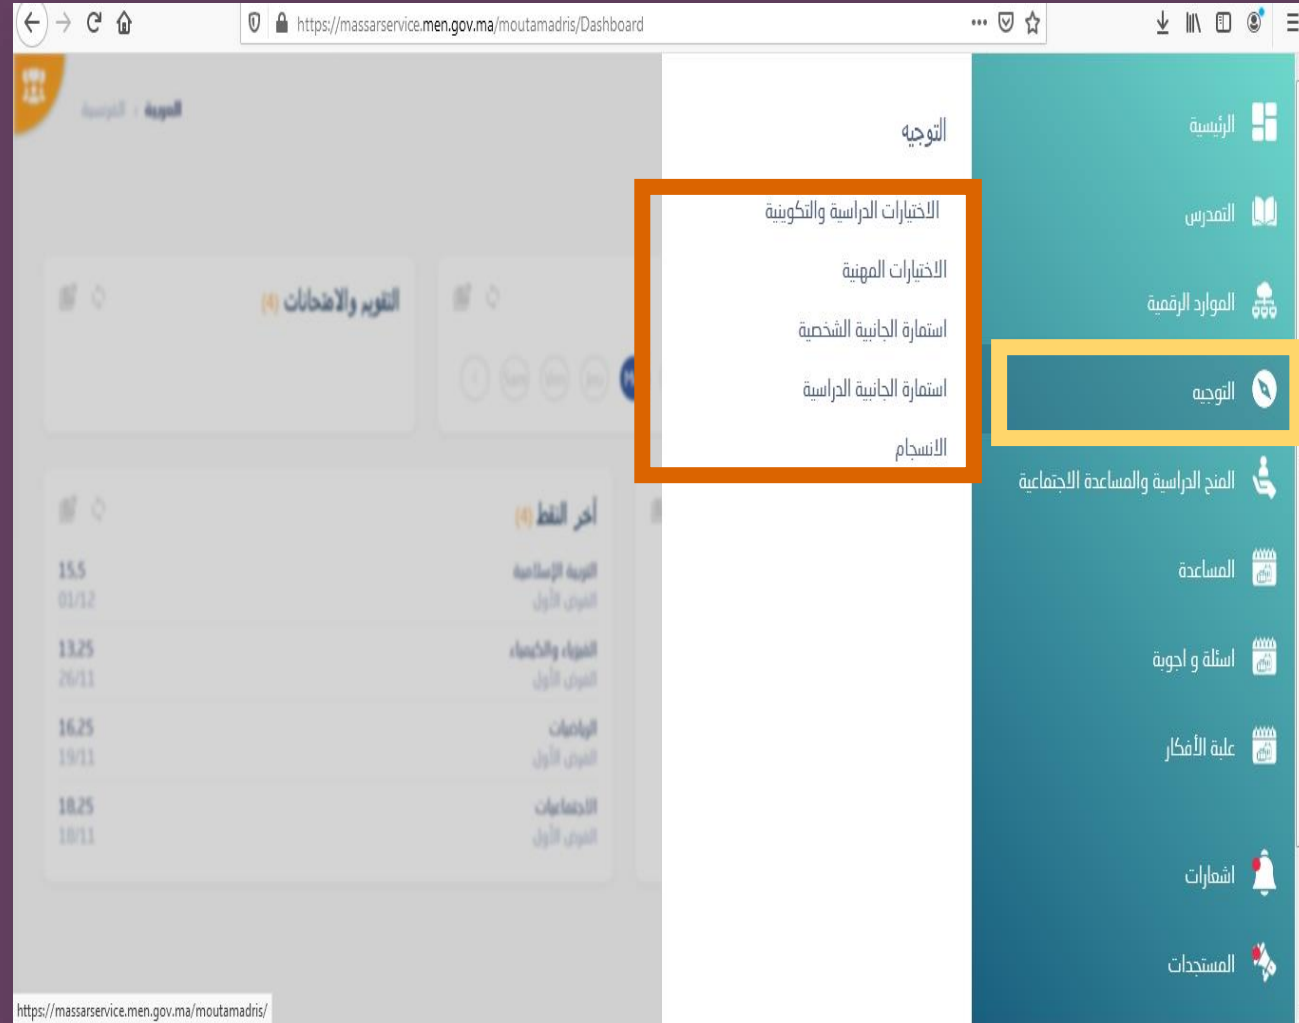 https://massarservice.men.gov.ma/moutamadris/Dashboard
العربية
الفرنسية
الرئيسية
التمدرس
الموارد الرقمية
التوجيه
المنح الدراسية والمساعدة الاجتماعية
المساعدة
اسئلة و اجوبة
علبة الأفكار
اشعارات
المستجدات
التوجيه
الاختيارات الدراسية والتكوينية
الاختيارات المهنية
استمارة الجانبية الشخصية
استمارة الجانبية الدراسية
الانسجام
التقويم والامتحانات (4)
أخر النقط (4)
التربية الإسلامية 15.5
الفرض الأول 01/12
الفيزياء والكيمياء 13.25
الفرض الأول 26/11
الرياضيات 16.25
الفرض الأول 19/11
الاجتماعيات 18.25
الفرض الأول 18/11
https://massarservice.men.gov.ma/moutamadris/